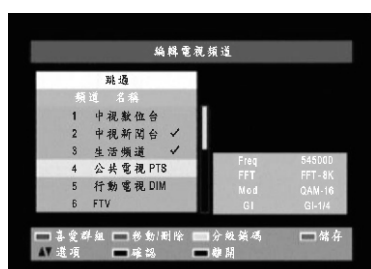 編輯電視頻道
跳過
頻道 名稱
1 中視數位台
2 中視新聞台 ✓
3 生活頻道 ✓
4 公共電視 PTS
5 行動電視 DIM
6 FTV
Freq 545000
FFT FFT-8K
Mod QAM-16
GI GI-1/4
喜愛群組 移動/刪除 分級鎖碼 儲存
▲▼ 選項 確認 離開